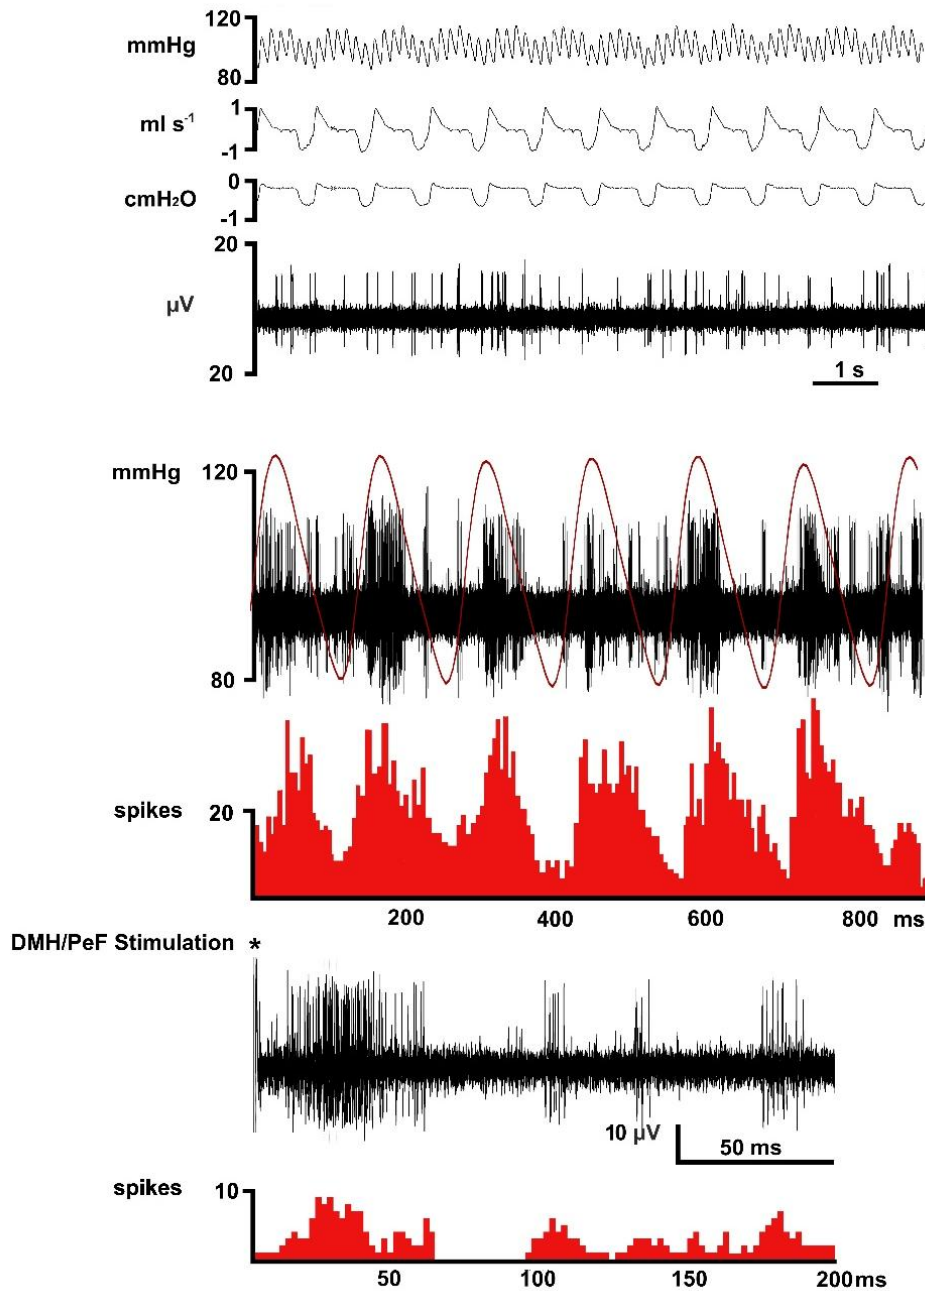 120
mmHg
80
1
ml s⁻¹
-1
0
cmH₂O
-1
20
µV
20
1 s
mmHg 120
80
spikes 20
200 400 600 800 ms
DMH/PeF Stimulation *
10 µV 50 ms
spikes 10
50 100 150 200ms